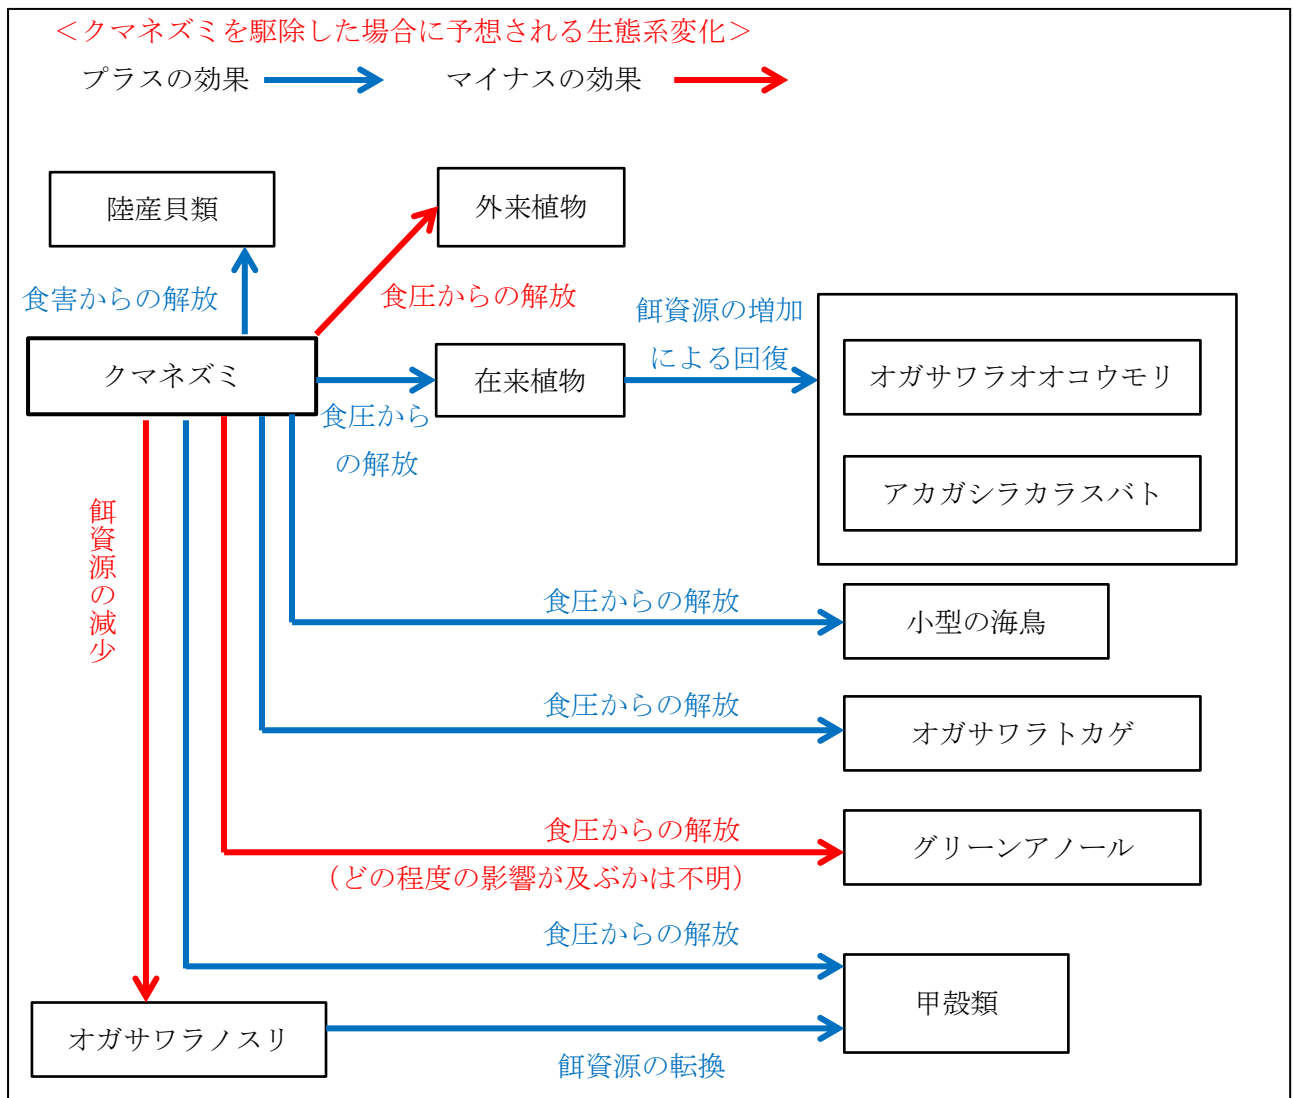 ＜クマネズミを駆除した場合に予想される生態系変化＞
プラスの効果
マイナスの効果
陸産貝類
外来植物
食害からの解放
食圧からの解放
餌資源の増加
による回復
クマネズミ
在来植物
オガサワラオオコウモリ
食圧から
の解放
アカガシラカラスバト
餌資源の減少
食圧からの解放
小型の海鳥
食圧からの解放
オガサワラトカゲ
食圧からの解放
（どの程度の影響が及ぶかは不明）
グリーンアノール
食圧からの解放
甲殻類
オガサワラノスリ
餌資源の転換